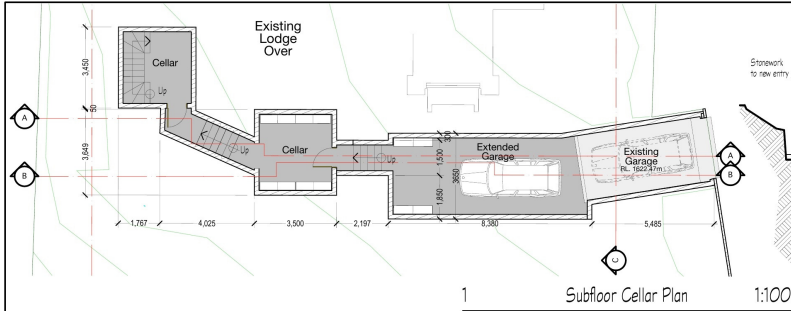 Existing
Lodge
Over
Cellar
Up
3,450
50
3,649
A
B
Up
Cellar
Up
300
1,500
3650
1,850
Extended
Garage
Existing
Garage
RL. 1622.47m
A
B
Stonework
to new entry
1,767
4,025
3,500
2,197
8,380
5,485
C
1
Subfloor Cellar Plan
1:100